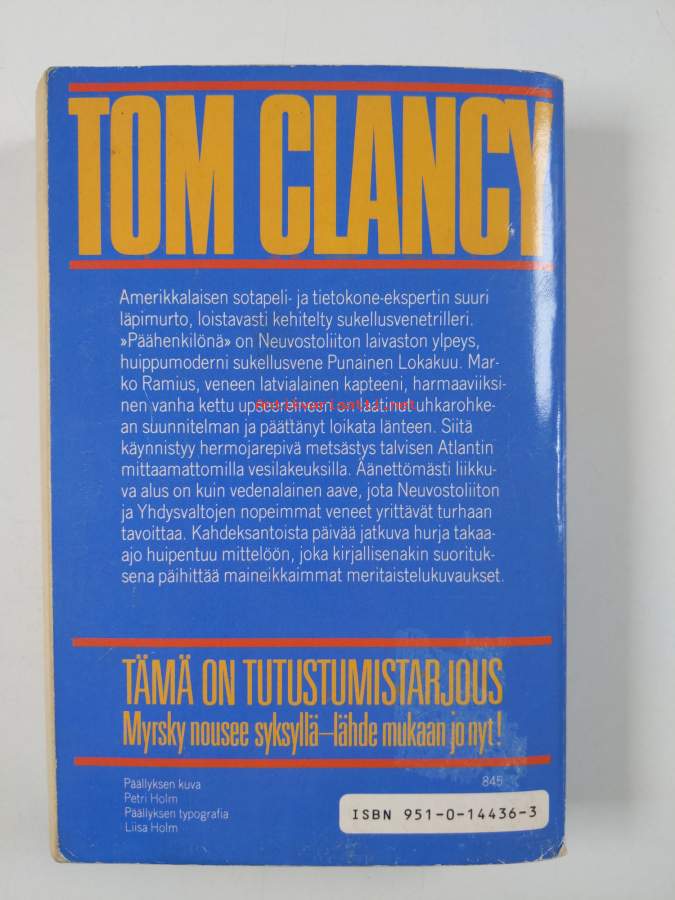 TOM CLANCY
Amerikkalaisen sotapeli- ja tietokone-ekspertin suuri
läpimurto, loistavasti kehitelty sukellusvenetrilleri.
»Päähenkilönä» on Neuvostoliiton laivaston ylpeys,
huippumoderni sukellusvene Punainen Lokakuu. Mar-
ko Ramius, veneen latvialainen kapteeni, harmaaviiksi-
nen vanha kettu upseereineen on laatinut uhkarohke-
an suunnitelman ja päättänyt loikata länteen. Siitä
käynnistyy hermojarepivä metsästys talvisen Atlantin
mittaamattomilla vesilakeuksilla. Äänettömästi liikku-
va alus on kuin vedenalainen aave, jota Neuvostoliiton
ja Yhdysvaltojen nopeimmat veneet yrittävät turhaan
tavoittaa. Kahdeksantoista päivää jatkuva hurja takaa-
ajo huipentuu mittelöön, joka kirjallisenakin suorituk-
sena päihittää maineikkaimmat meritaistelukuvaukset.
TÄMÄ ON TUTUSTUMISTARJOUS
Myrsky nousee syksyllä—lähde mukaan jo nyt!
Päällyksen kuva
Petri Holm
Päällyksen typografia
Liisa Holm
845
ISBN 951-0-14436-3